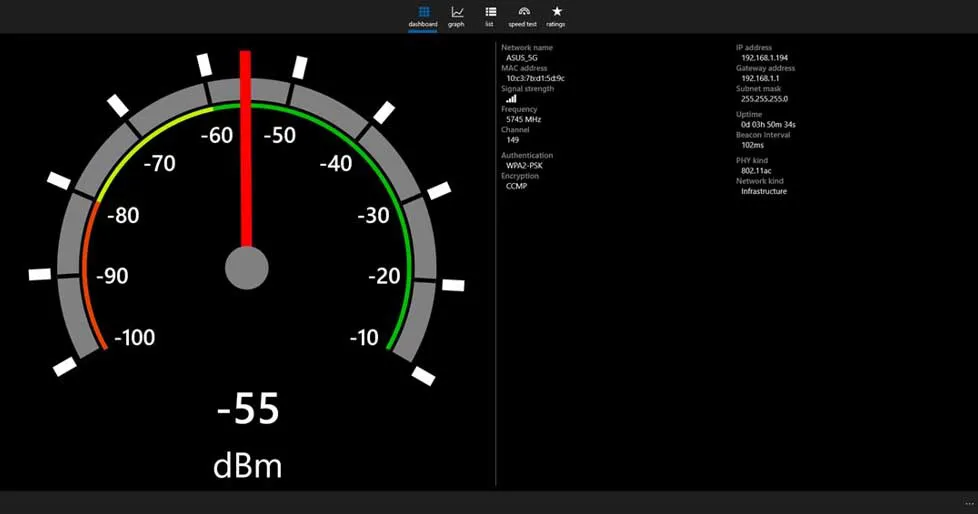 dashboard
graph
list
speed test
ratings
-60
-50
-70
-40
-80
-30
-90
-20
-100
-10
-55
dBm
Network name
ASUS_5G
MAC address
10:c3:7b:d1:5d:9c
Signal strength
Frequency
5745 MHz
Channel
149
Authentication
WPA2-PSK
Encryption
CCMP
IP address
192.168.1.194
Gateway address
192.168.1.1
Subnet mask
255.255.255.0
Uptime
0d 03h 50m 34s
Beacon Interval
102ms
PHY kind
802.11ac
Network kind
Infrastructure